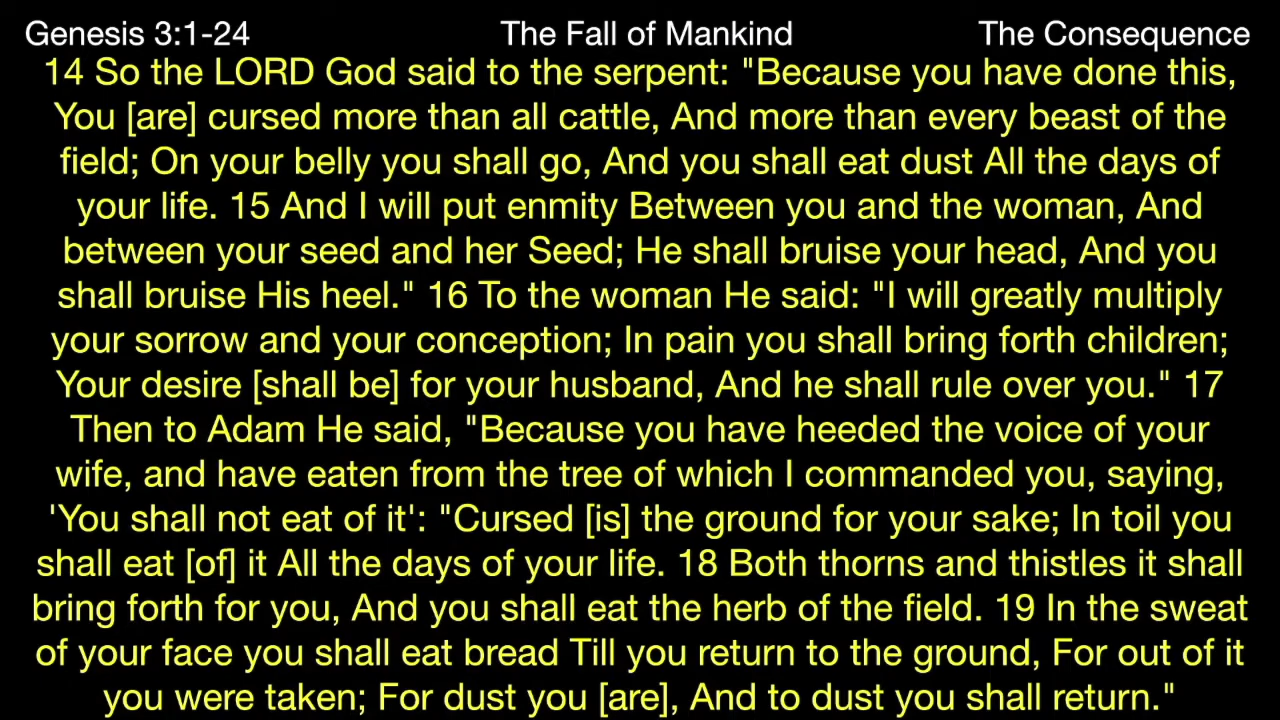 Genesis 3:1-24 The Fall of Mankind The Consequence
14 So the LORD God said to the serpent: "Because you have done this,
You [are] cursed more than all cattle, And more than every beast of the
field; On your belly you shall go, And you shall eat dust All the days of
your life. 15 And I will put enmity Between you and the woman, And
between your seed and her Seed; He shall bruise your head, And you
shall bruise His heel." 16 To the woman He said: "I will greatly multiply
your sorrow and your conception; In pain you shall bring forth children;
Your desire [shall be] for your husband, And he shall rule over you." 17
Then to Adam He said, "Because you have heeded the voice of your
wife, and have eaten from the tree of which I commanded you, saying,
'You shall not eat of it': "Cursed [is] the ground for your sake; In toil you
shall eat [of] it All the days of your life. 18 Both thorns and thistles it shall
bring forth for you, And you shall eat the herb of the field. 19 In the sweat
of your face you shall eat bread Till you return to the ground, For out of it
you were taken; For dust you [are], And to dust you shall return."